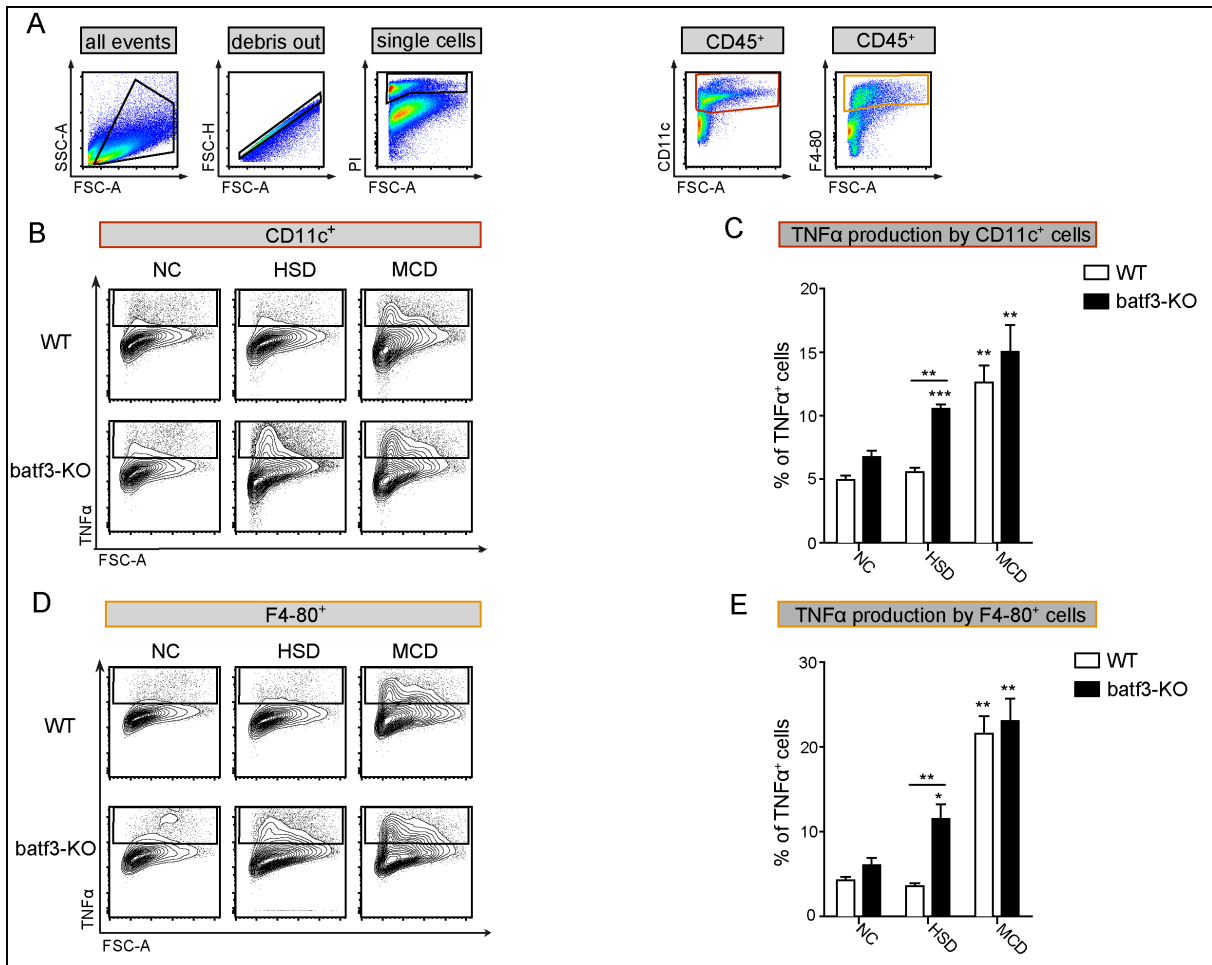 A
all events
debris out
single cells
CD45⁺
CD45⁺
SSC-A
FSC-A
FSC-H
FSC-A
PI
FSC-A
CD11c
FSC-A
F4-80
FSC-A
B
CD11c⁺
NC
HSD
MCD
WT
batf3-KO
TNFα
FSC-A
C
TNFα production by CD11c⁺ cells
WT
batf3-KO
% of TNFα⁺ cells
20
15
10
5
0
**
***
**
**
NC
HSD
MCD
D
F4-80⁺
NC
HSD
MCD
WT
batf3-KO
TNFα
FSC-A
E
TNFα production by F4-80⁺ cells
WT
batf3-KO
% of TNFα⁺ cells
30
20
10
0
**
*
**
**
NC
HSD
MCD